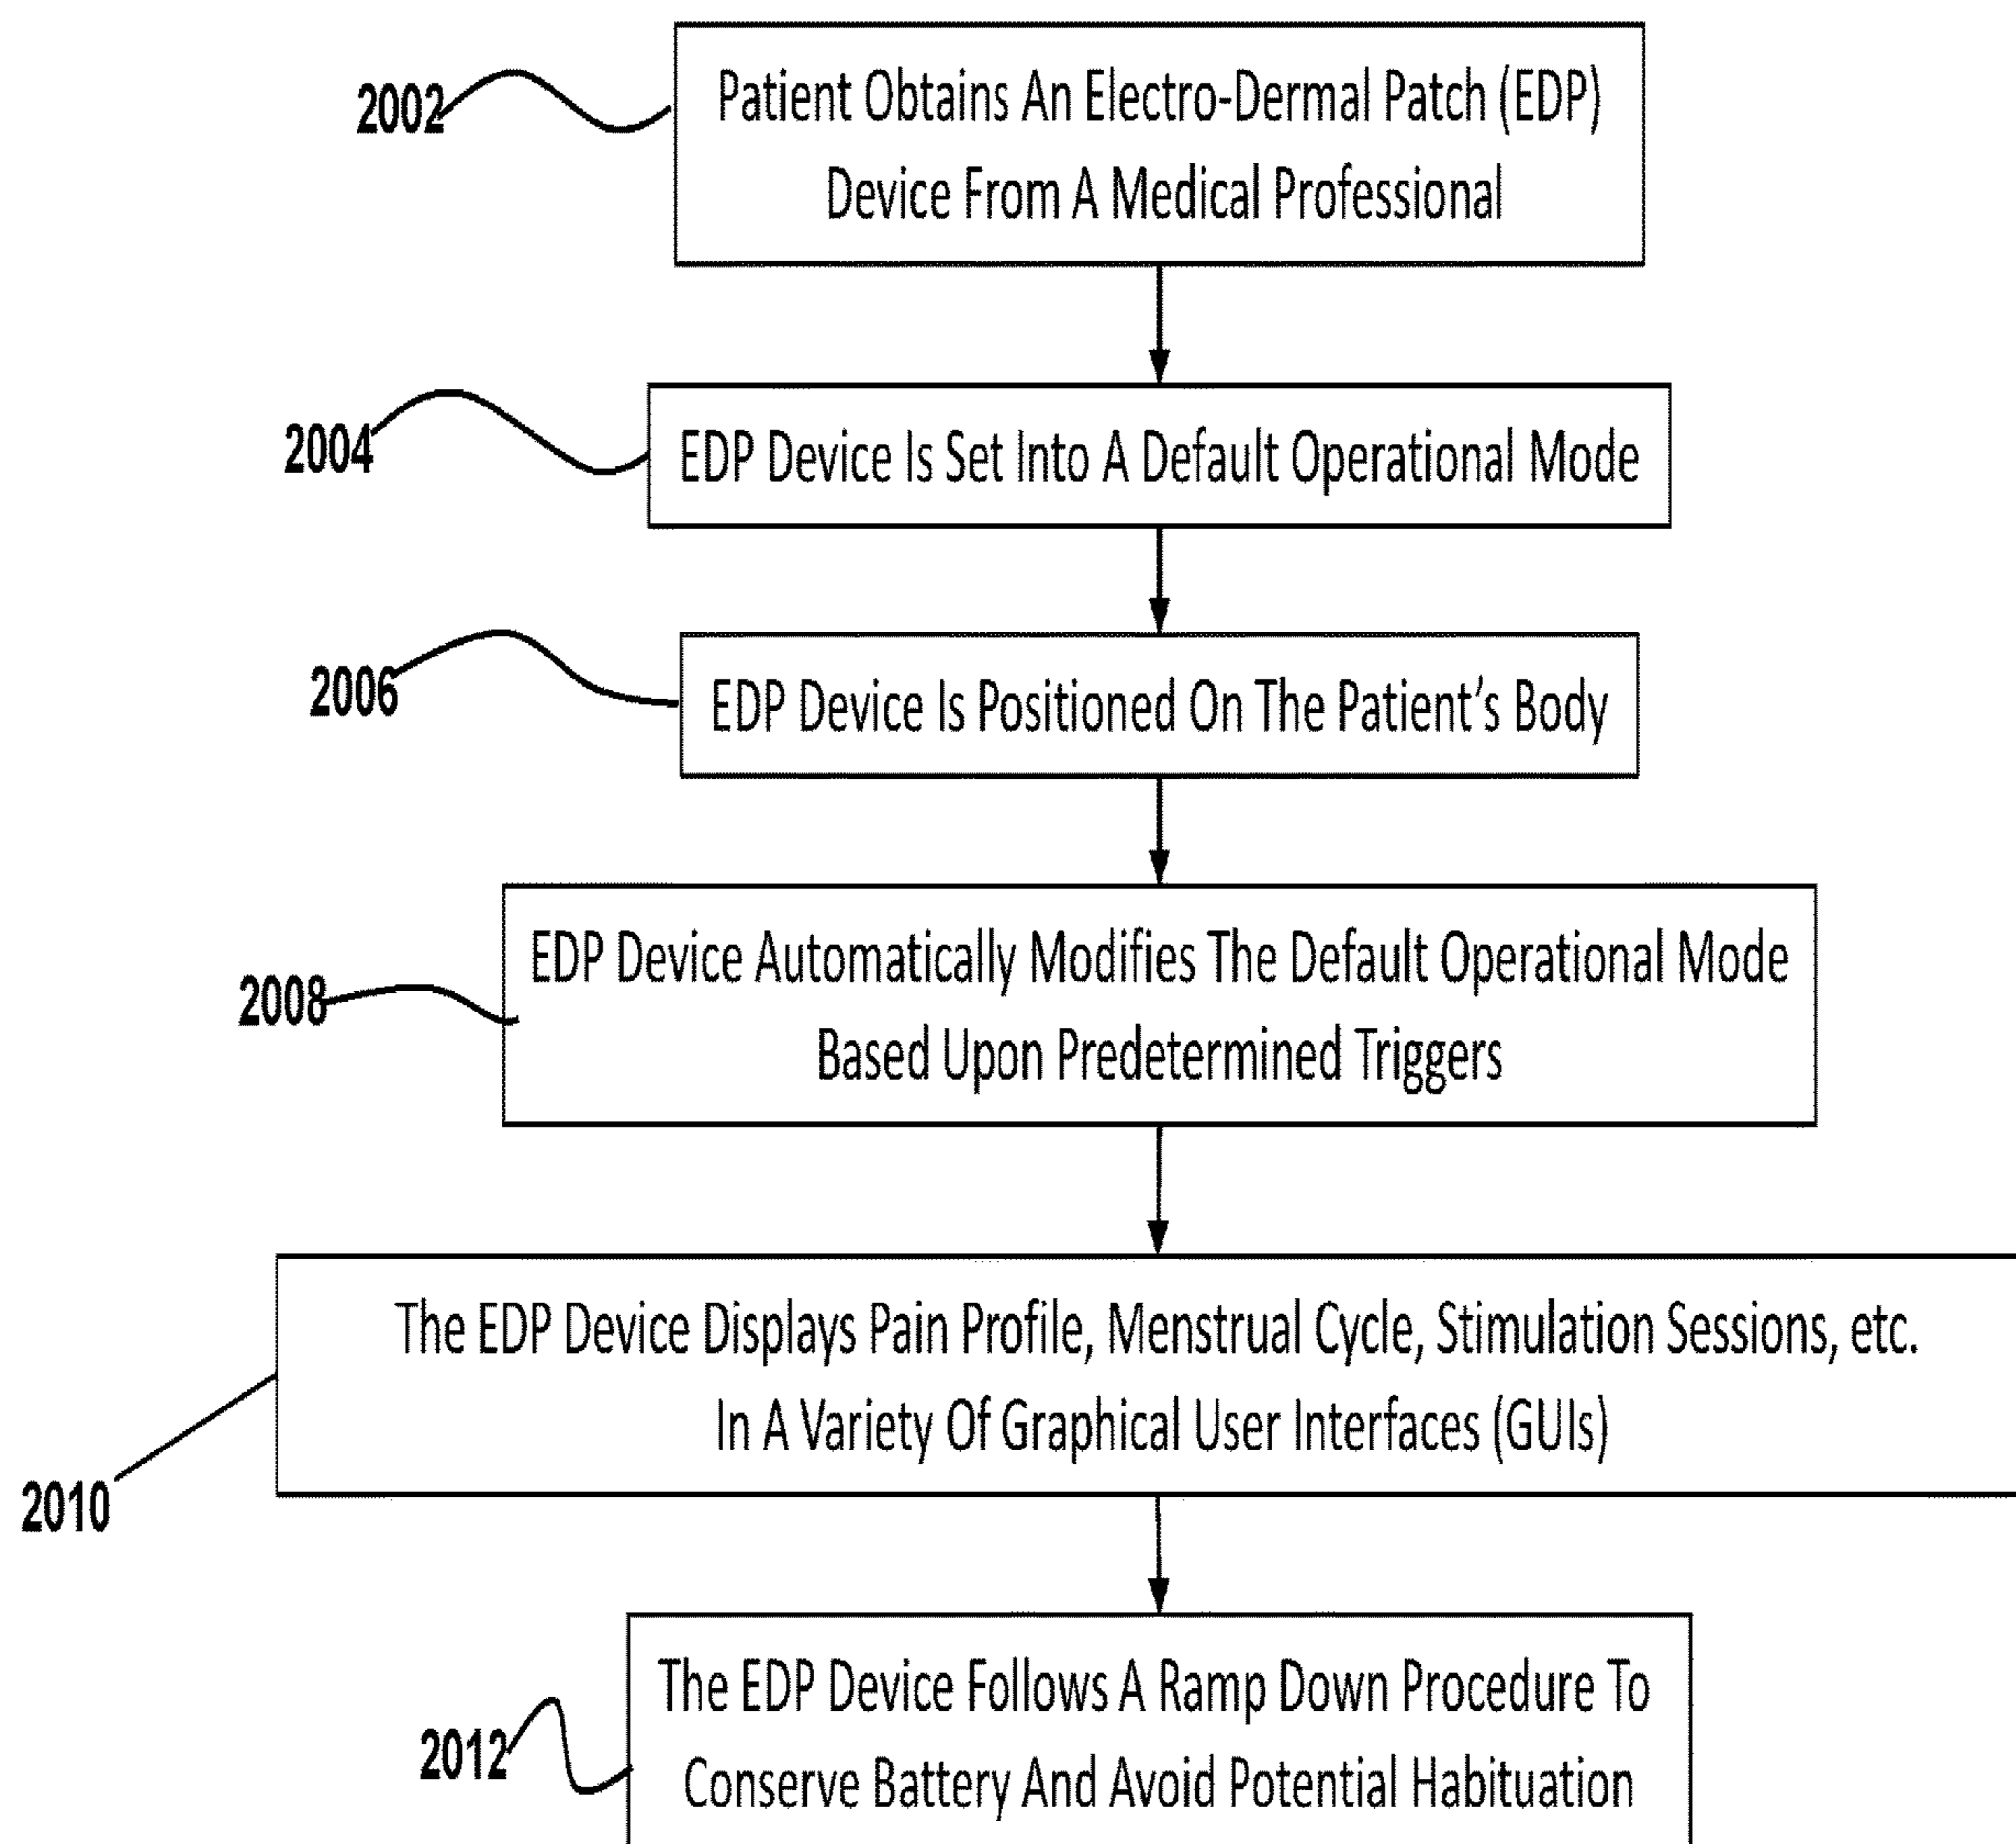 2002
Patient Obtains An Electro-Dermal Patch (EDP)
Device From A Medical Professional
2004
EDP Device Is Set Into A Default Operational Mode
2006
EDP Device Is Positioned On The Patient's Body
2008
EDP Device Automatically Modifies The Default Operational Mode
Based Upon Predetermined Triggers
2010
The EDP Device Displays Pain Profile, Menstrual Cycle, Stimulation Sessions, etc.
In A Variety Of Graphical User Interfaces (GUIs)
2012
The EDP Device Follows A Ramp Down Procedure To
Conserve Battery And Avoid Potential Habituation